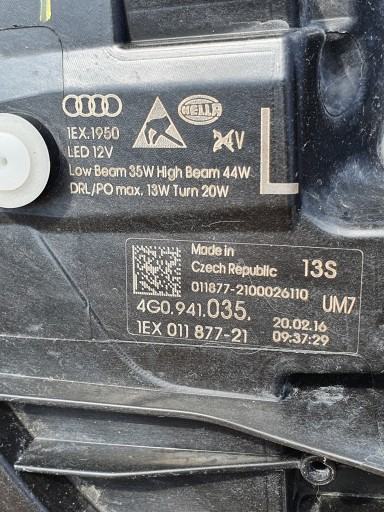 HELLA
1EX.1950
24V
LED 12V
Low Beam 35W High Beam 44W
DRL/PO max. 13W Turn 20W
L
Made in
Czech Republic 13S
011877-2100026110
UM7
4G0.941.035.
1EX 011 877-21
20.02.16
09:37:29